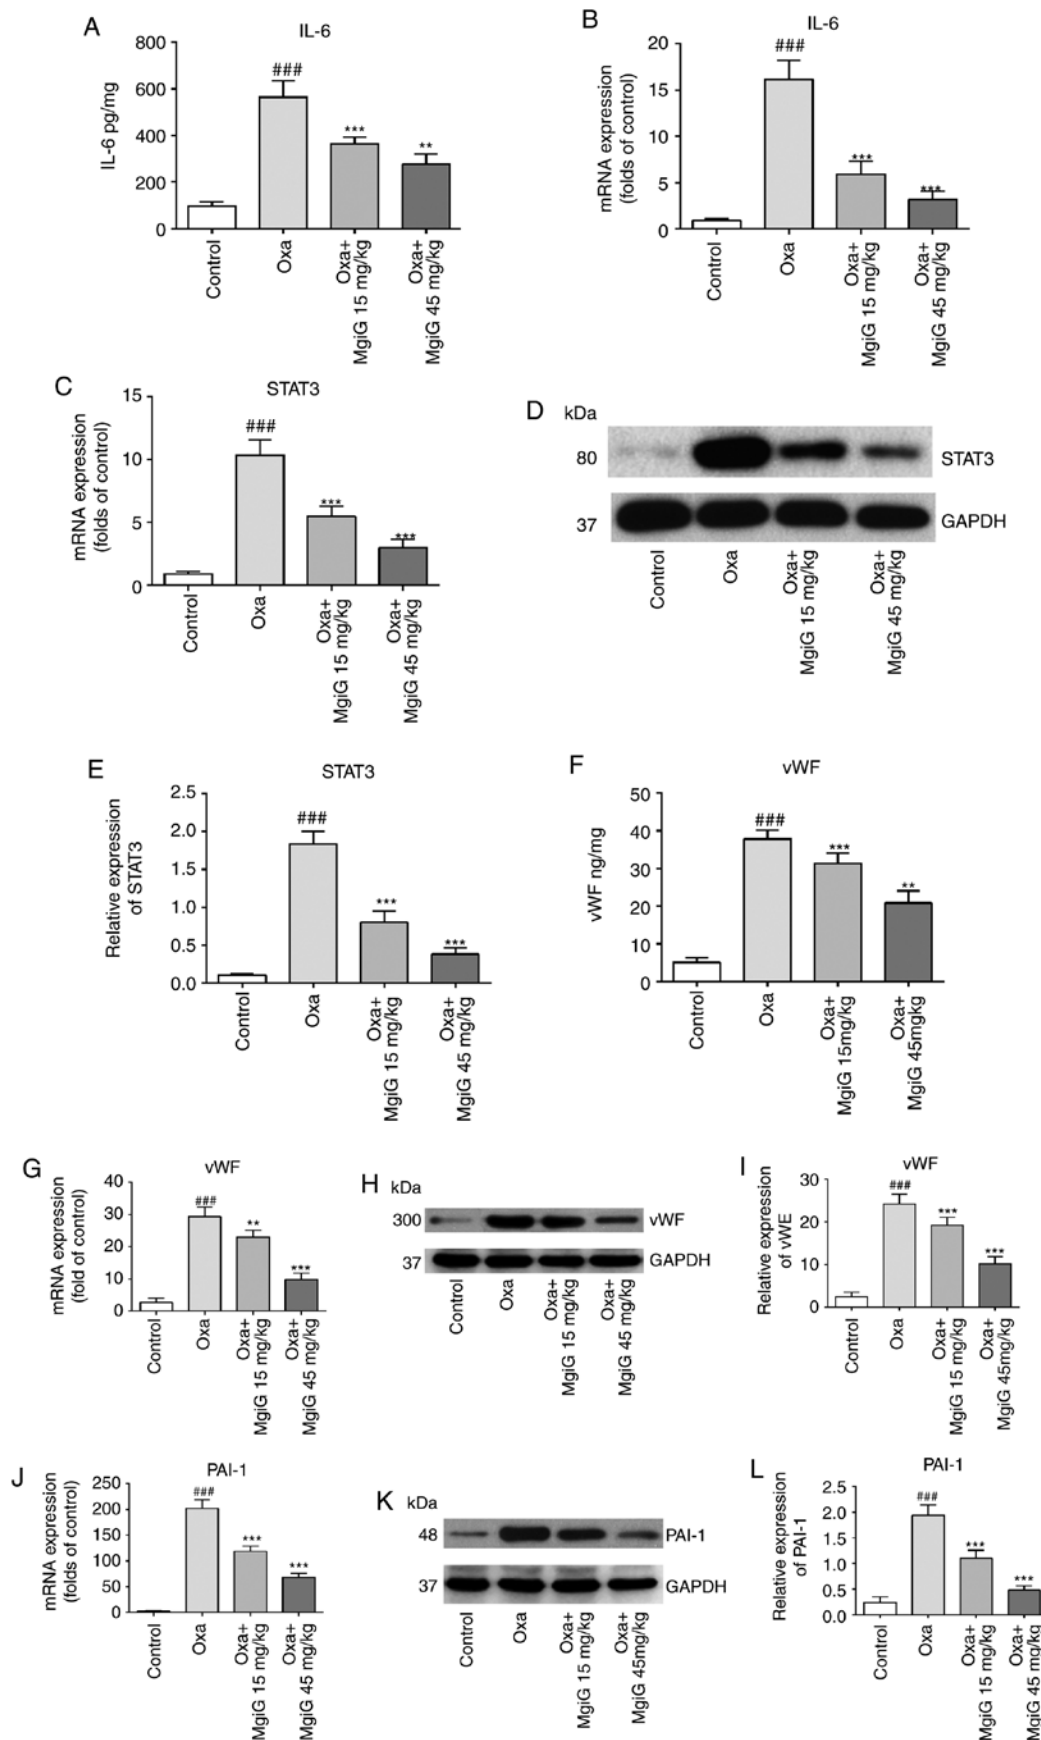 A
IL-6
IL-6 pg/mg
800
600
400
200
0
###
***
**
Control
Oxa
Oxa+
MgiG 15 mg/kg
Oxa+
MgiG 45 mg/kg
B
IL-6
mRNA expression
(folds of control)
20
15
10
5
0
###
***
***
Control
Oxa
Oxa+
MgiG 15 mg/kg
Oxa+
MgiG 45 mg/kg
C
STAT3
mRNA expression
(folds of control)
15
10
5
0
###
***
***
Control
Oxa
Oxa+
MgiG 15 mg/kg
Oxa+
MgiG 45 mg/kg
D
kDa
80
STAT3
37
GAPDH
Control
Oxa
Oxa+
MgiG 15 mg/kg
Oxa+
MgiG 45 mg/kg
E
STAT3
Relative expression
of STAT3
2.5
2.0
1.5
1.0
0.5
0.0
###
***
***
Control
Oxa
Oxa+
MgiG 15 mg/kg
Oxa+
MgiG 45 mg/kg
F
vWF
vWF ng/mg
50
40
30
20
10
0
###
***
**
Control
Oxa
Oxa+
MgiG 15mg/kg
Oxa+
MgiG 45mgkg
G
vWF
mRNA expression
(fold of control)
40
30
20
10
0
###
**
***
Control
Oxa
Oxa+
MgiG 15 mg/kg
Oxa+
MgiG 45 mg/kg
H
kDa
300
vWF
37
GAPDH
Control
Oxa
Oxa+
MgiG 15 mg/kg
Oxa+
MgiG 45 mg/kg
I
vWF
Relative expression
of vWE
30
20
10
0
###
***
***
Control
Oxa
Oxa+
MgiG 15 mg/kg
Oxa+
MgiG 45mg/kg
J
PAI-1
mRNA expression
(folds of control)
250
200
150
100
50
0
###
***
***
Control
Oxa
Oxa+
MgiG 15 mg/kg
Oxa+
MgiG 45 mg/kg
K
kDa
48
PAI-1
37
GAPDH
Control
Oxa
Oxa+
MgiG 15 mg/kg
Oxa+
MgiG 45mg/kg
L
PAI-1
Relative expression
of PAI-1
2.5
2.0
1.5
1.0
0.5
0.0
###
***
***
Control
Oxa
Oxa+
MgiG 15 mg/kg
Oxa+
MgiG 45 mg/kg